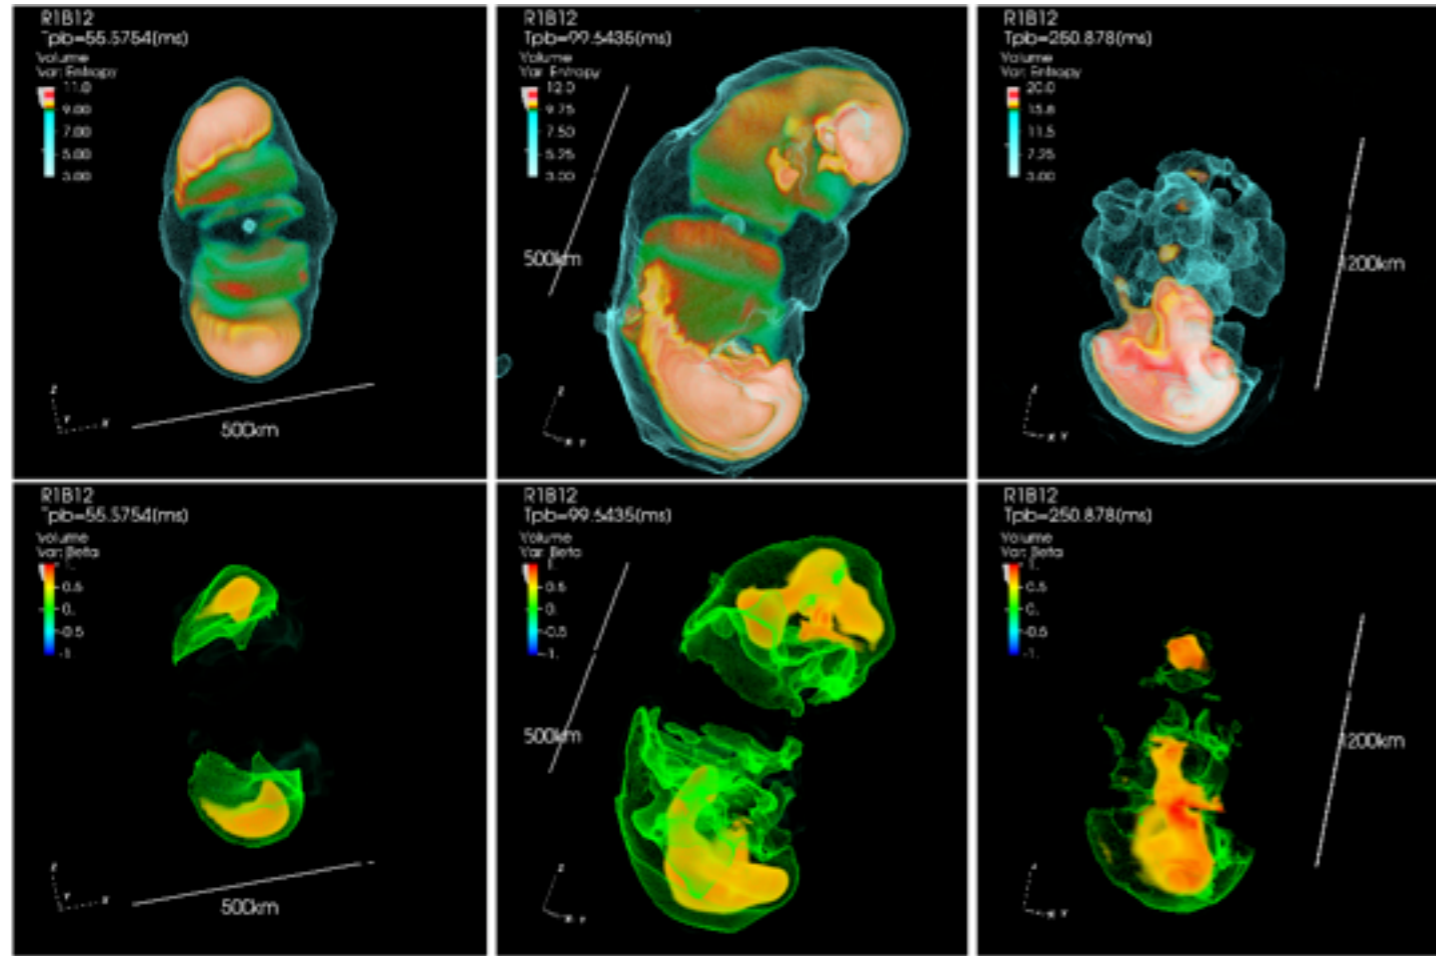 R1B12
Tpb=55.5754(ms)
Volume
Var: Entropy
11.0
9.00
7.00
5.00
3.00
Z
Y X
500km
R1B12
Tpb=99.5435(ms)
Volume
Var: Entropy
12.0
9.75
7.50
5.25
3.00
500km
Z
X Y
R1B12
Tpb=250.878(ms)
Volume
Var: Entropy
20.0
15.8
11.5
7.25
3.00
1200km
Z
X Y
R1B12
Tpb=55.5754(ms)
Volume
Var: Beta
1.
0.5
0.
-0.5
-1.
Z
Y X
500km
R1B12
Tpb=99.5435(ms)
Volume
Var: Beta
1.
0.5
0.
-0.5
-1.
500km
Z
X Y
R1B12
Tpb=250.878(ms)
Volume
Var: Beta
1.
0.5
0.
-0.5
-1.
1200km
Z
X Y